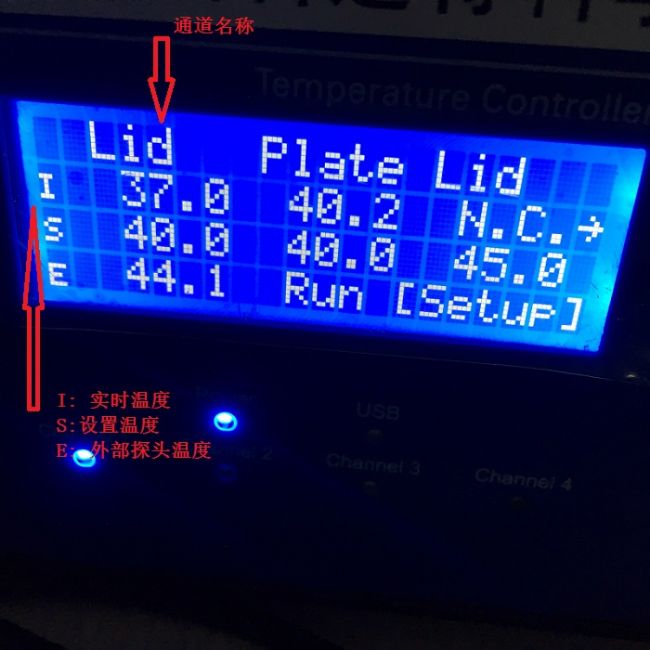 通道名称
Temperature Controller
Lid Plate Lid
I 37.0 40.2 N.C.→
S 40.0 40.0 45.0
E 44.1 Run [Setup]
I: 实时温度
S:设置温度
E: 外部探头温度
USB
2
Channel 3
Channel 4